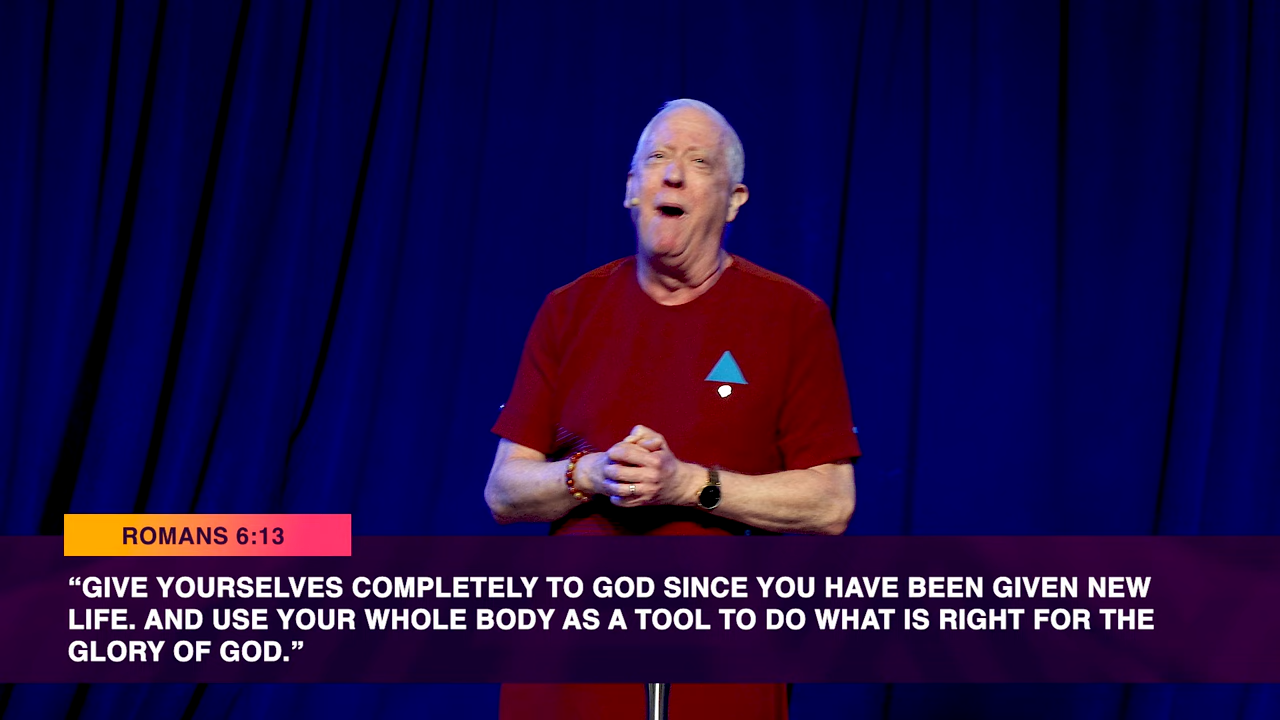 ROMANS 6:13
“GIVE YOURSELVES COMPLETELY TO GOD SINCE YOU HAVE BEEN GIVEN NEW
LIFE. AND USE YOUR WHOLE BODY AS A TOOL TO DO WHAT IS RIGHT FOR THE
GLORY OF GOD.”